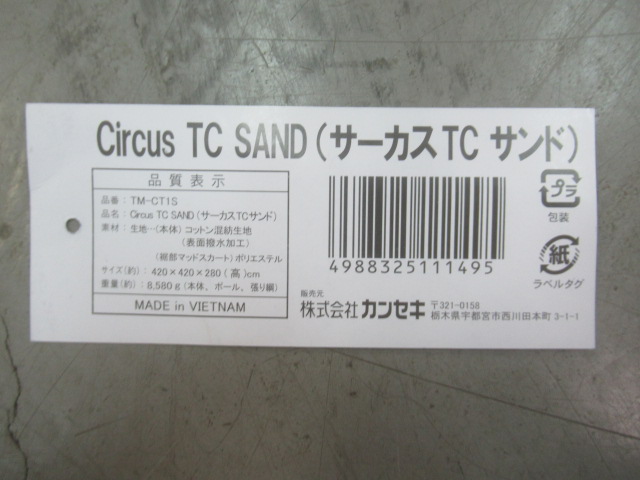 Circus TC SAND（サーカスTC サンド）
品質表示
品番： TM-CT1S
品名： Circus TC SAND（サーカスTCサンド）
素材： 生地…（本体）コットン混紡生地
（表面撥水加工）
（裾部マッドスカート）ポリエステル
サイズ（約）： 420×420×280（高）cm
重量（約）： 8,580g（本体、ポール、張り綱）
MADE in VIETNAM
4988325111495
プラ
包装
紙
ラベルタグ
販売元
株式会社 カンセキ 〒321-0158
栃木県宇都宮市西川田本町 3-1-1